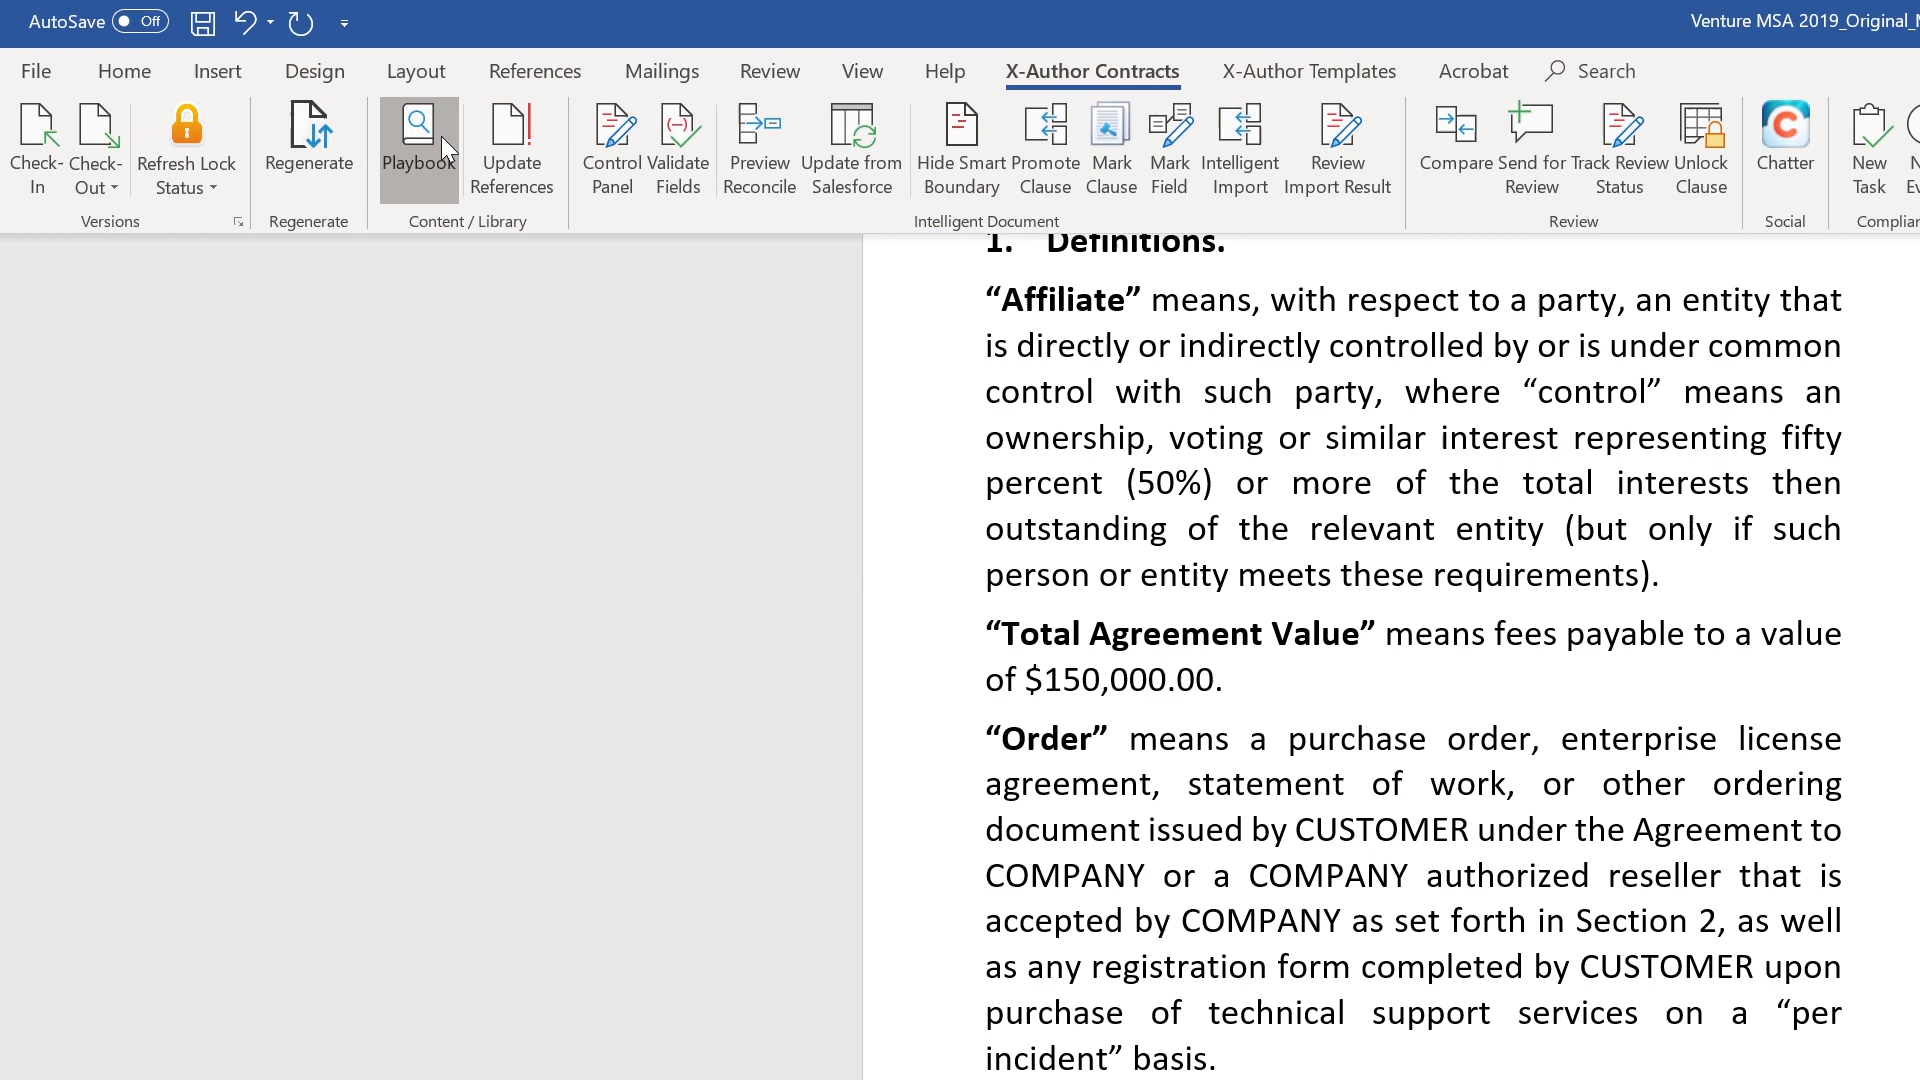 AutoSave Off
Venture MSA 2019_Original_
File Home Insert Design Layout References Mailings Review View Help X-Author Contracts X-Author Templates Acrobat Search
Check-In
Check-Out
Refresh Lock Status
Regenerate
Playbook
Update References
Control Panel
Validate Fields
Preview Reconcile
Update from Salesforce
Hide Smart Boundary
Promote Clause
Mark Clause
Mark Field
Intelligent Import
Review Import Result
Compare
Send for Review
Track Review Status
Unlock Clause
Chatter
New Task
Versions Regenerate Content / Library Intelligent Document Review Social
1. Definitions.
“Affiliate” means, with respect to a party, an entity that
is directly or indirectly controlled by or is under common
control with such party, where “control” means an
ownership, voting or similar interest representing fifty
percent (50%) or more of the total interests then
outstanding of the relevant entity (but only if such
person or entity meets these requirements).
“Total Agreement Value” means fees payable to a value
of $150,000.00.
“Order” means a purchase order, enterprise license
agreement, statement of work, or other ordering
document issued by CUSTOMER under the Agreement to
COMPANY or a COMPANY authorized reseller that is
accepted by COMPANY as set forth in Section 2, as well
as any registration form completed by CUSTOMER upon
purchase of technical support services on a “per
incident” basis.